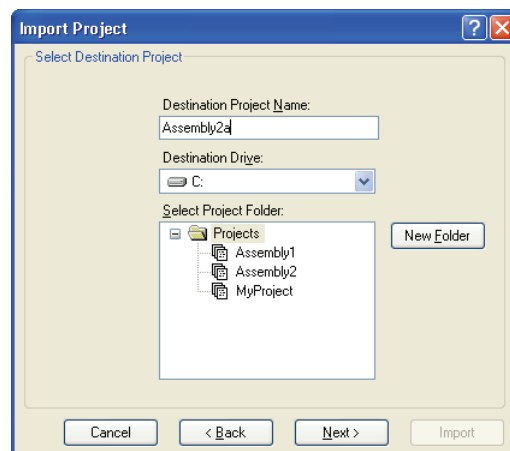 Import Project
Select Destination Project
Destination Project Name:
Assembly2a
Destination Drive:
C:
Select Project Folder:
Projects
New Folder
Assembly1
Assembly2
MyProject
Cancel
< Back
Next >
Import